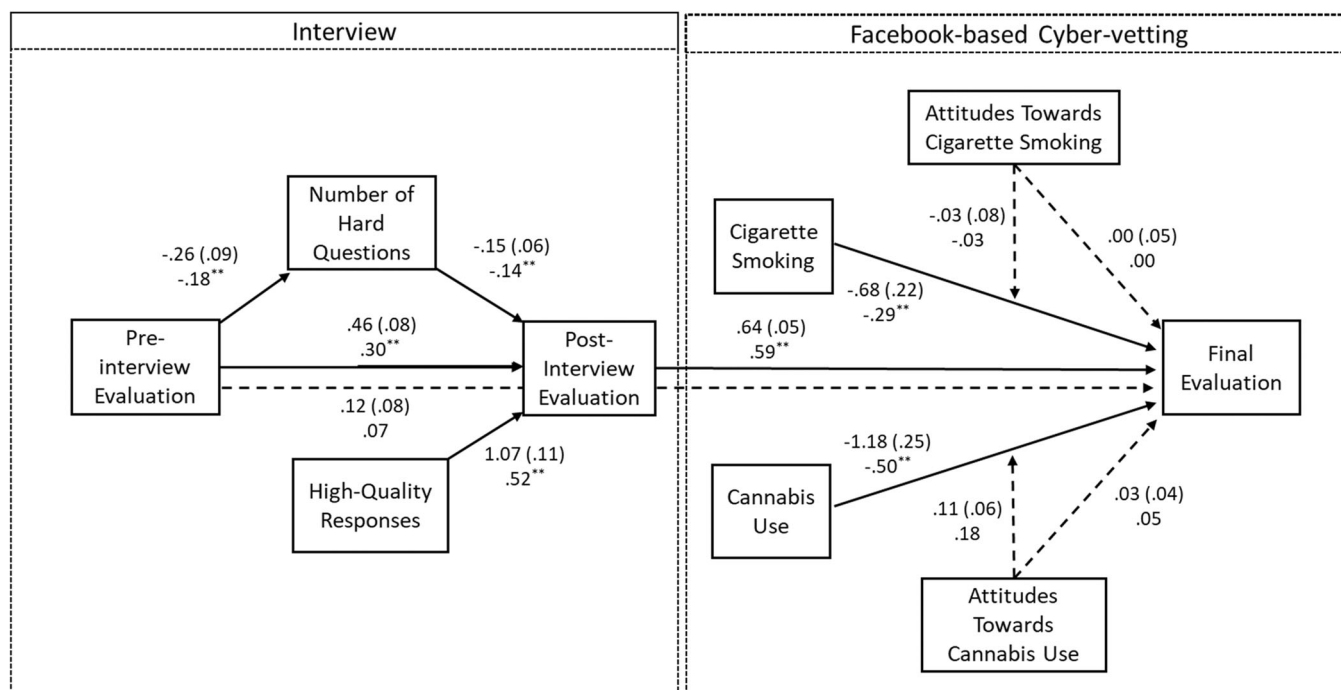 Interview
Facebook-based Cyber-vetting
Number of
Hard
Questions
-.26 (.09)
-.18**
-.15 (.06)
-.14**
Pre-
interview
Evaluation
.46 (.08)
.30**
.12 (.08)
.07
Post-
Interview
Evaluation
High-Quality
Responses
1.07 (.11)
.52**
Attitudes Towards
Cigarette Smoking
Cigarette
Smoking
-.03 (.08)
-.03
.00 (.05)
.00
-.68 (.22)
-.29**
.64 (.05)
.59**
Final
Evaluation
Cannabis
Use
-1.18 (.25)
-.50**
.11 (.06)
.18
.03 (.04)
.05
Attitudes
Towards
Cannabis Use